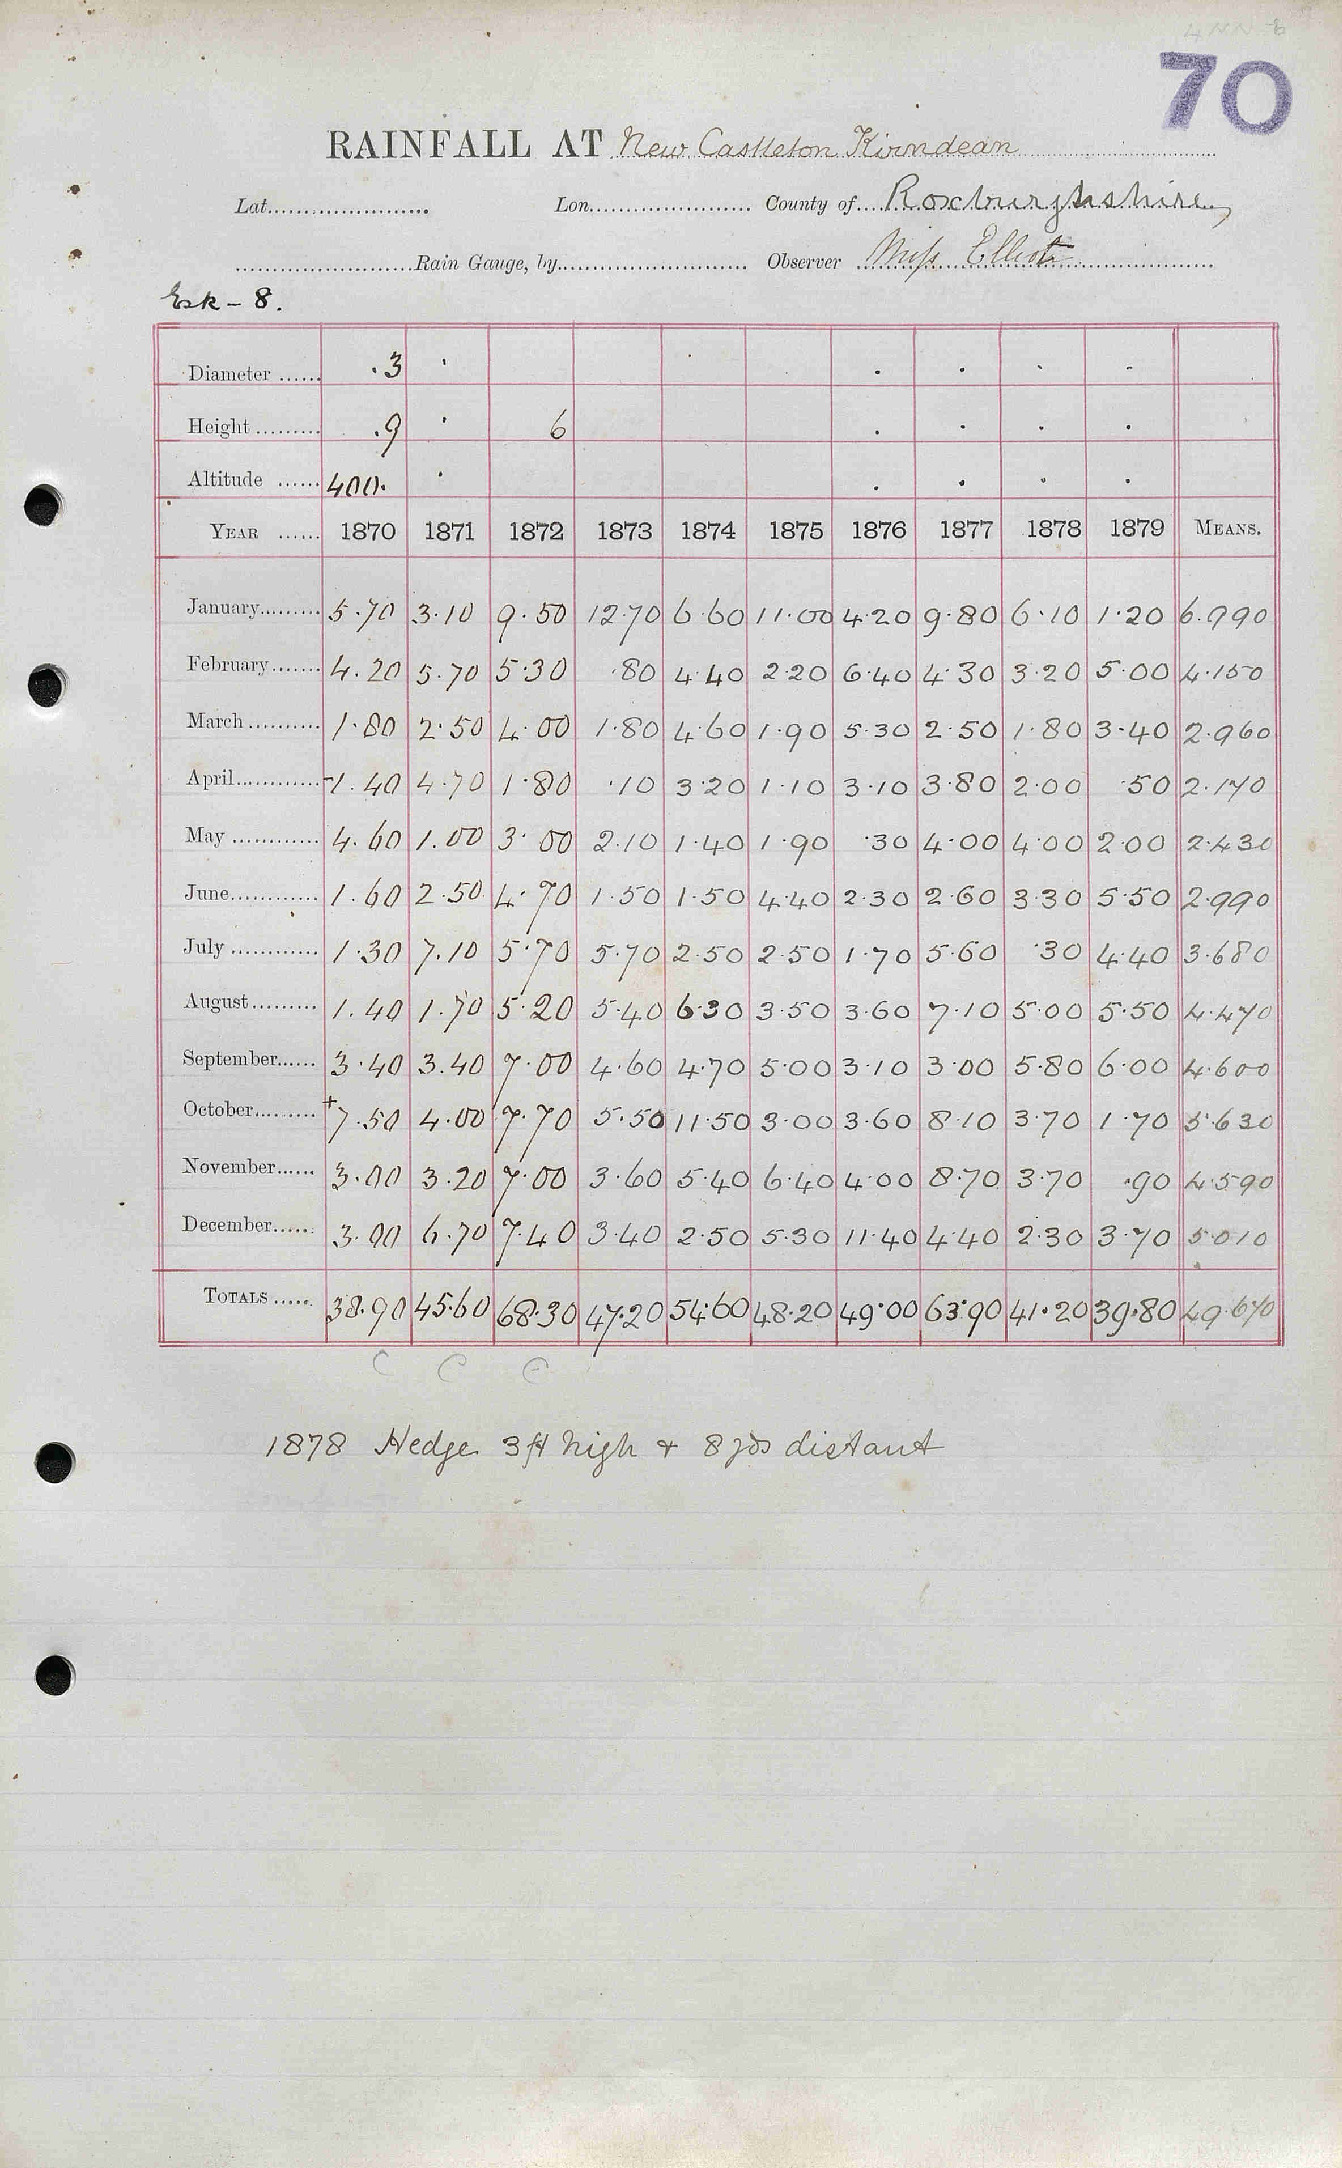 70
RAINFALL AT New Castleton Kirndean
Lat. Lon. County of Roxburghshire
Rain Gauge, by Observer Miss Elliot
Esk - 8.
Diameter .3
Height .9 6
Altitude 400.
YEAR 1870 1871 1872 1873 1874 1875 1876 1877 1878 1879 MEANS.
January 5.70 3.10 9.50 12.70 6.60 11.00 4.20 9.80 6.10 1.20 6.990
February 4.20 5.70 5.30 .80 4.40 2.20 6.40 4.30 3.20 5.00 4.150
March 1.80 2.50 4.00 1.80 4.60 1.90 5.30 2.50 1.80 3.40 2.960
April -1.40 4.70 1.80 .10 3.20 1.10 3.10 3.80 2.00 .50 2.170
May 4.60 1.00 3.00 2.10 1.40 1.90 .30 4.00 4.00 2.00 2.430
June 1.60 2.50 4.70 1.50 1.50 4.40 2.30 2.60 3.30 5.50 2.990
July 1.30 7.10 5.70 5.70 2.50 2.50 1.70 5.60 .30 4.40 3.680
August 1.40 1.70 5.20 5.40 6.30 3.50 3.60 7.10 5.00 5.50 4.470
September 3.40 3.40 7.00 4.60 4.70 5.00 3.10 3.00 5.80 6.00 4.600
October +7.50 4.00 7.70 5.50 11.50 3.00 3.60 8.10 3.70 1.70 5.630
November 3.00 3.20 7.00 3.60 5.40 6.40 4.00 8.70 3.70 .90 4.590
December 3.00 6.70 7.40 3.40 2.50 5.30 11.40 4.40 2.30 3.70 5.010
TOTALS 38.90 45.60 68.30 47.20 54.60 48.20 49.00 63.90 41.20 39.80 49.670
C C C
1878 Hedge 3 ft high + 8 yds distant